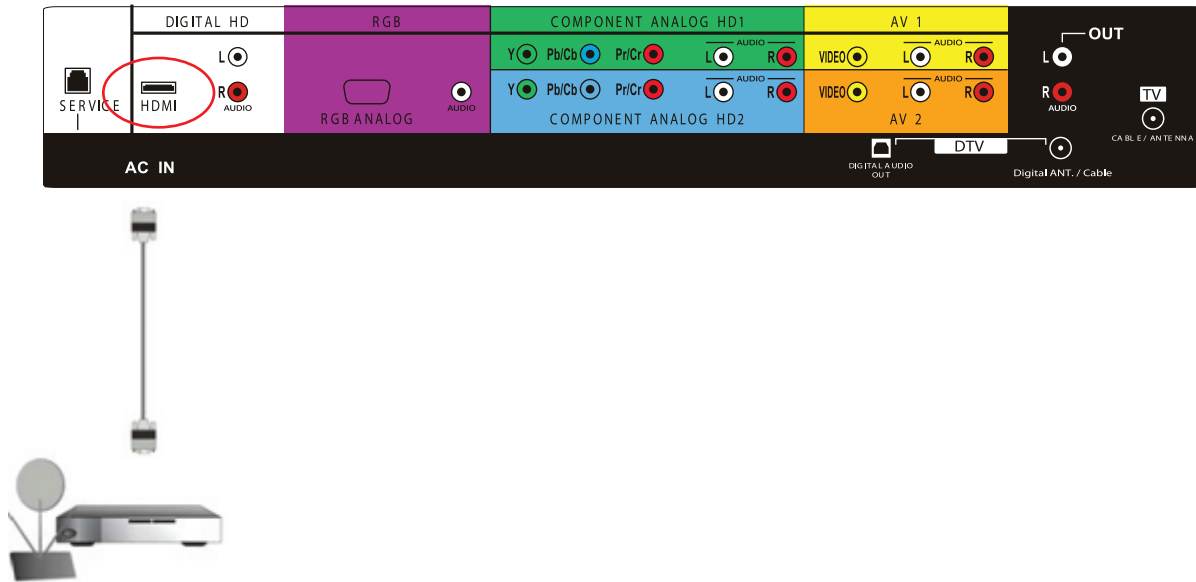 DIGITAL HD
RGB
COMPONENT ANALOG HD1
AV 1
OUT
L
Y
Pb/Cb
Pr/Cr
AUDIO
L
R
VIDEO
AUDIO
L
R
L
SERVICE
HDMI
R
AUDIO
RGB ANALOG
AUDIO
Y
Pb/Cb
Pr/Cr
AUDIO
L
R
VIDEO
AUDIO
L
R
R
AUDIO
TV
CABLE / ANTENNA
COMPONENT ANALOG HD2
AV 2
AC IN
DIGITAL AUDIO
OUT
DTV
Digital ANT. / Cable